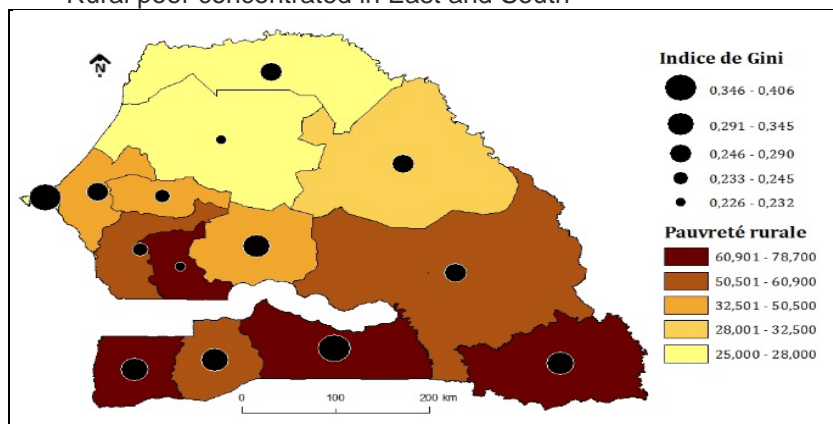 Rural poor concentrated in East and South
N
Indice de Gini
0,346 - 0,406
0,291 - 0,345
0,246 - 0,290
0,233 - 0,245
0,226 - 0,232
Pauvreté rurale
60,901 - 78,700
50,501 - 60,900
32,501 - 50,500
28,001 - 32,500
25,000 - 28,000
0 100 200 km